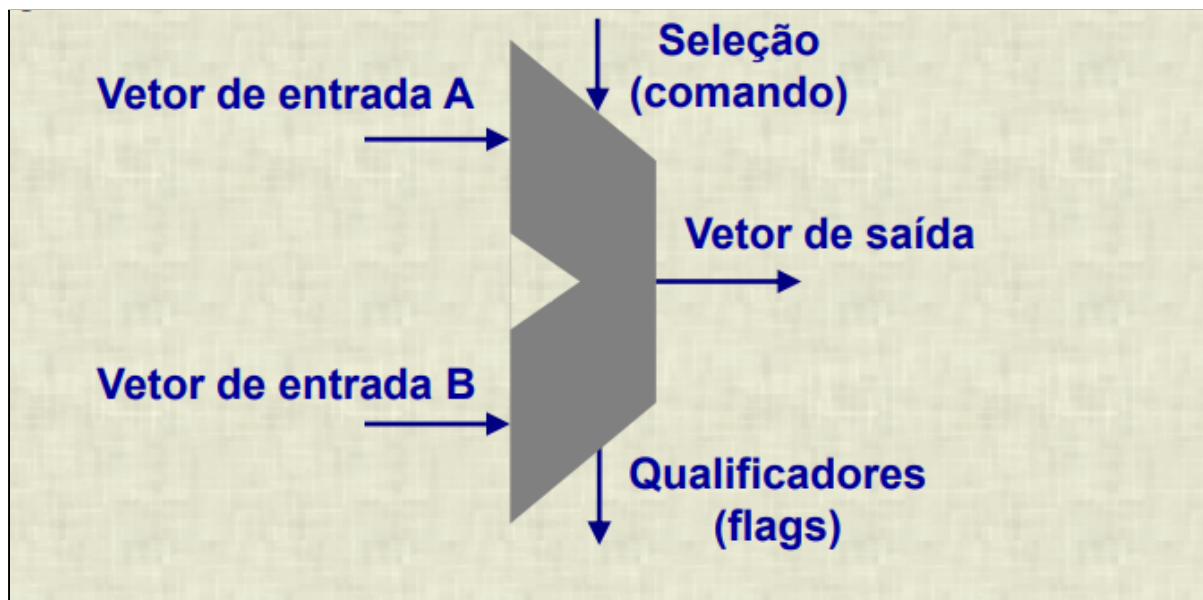 Seleção
(comando)
Vetor de entrada A
Vetor de saída
Vetor de entrada B
Qualificadores
(flags)